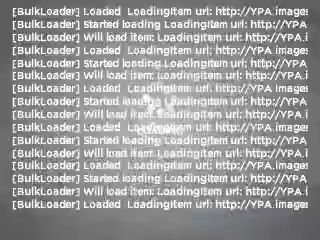 [BulkLoader] Loaded Loadingitem url: http://YPA.images
[BulkLoader] Started loading Loadingitem url: http://YPA
[BulkLoader] Will load item: Loadingitem url: http://YPA.i
[BulkLoader] Loaded Loadingitem url: http://YPA.images
[BulkLoader] Started loading Loadingitem url: http://YPA
[BulkLoader] Will load item: Loadingitem url: http://YPA.i
[BulkLoader] Loaded Loadingitem url: http://YPA.images
[BulkLoader] Started loading Loadingitem url: http://YPA
[BulkLoader] Will load item: Loadingitem url: http://YPA.i
[BulkLoader] Loaded Loadingitem url: http://YPA.images
[BulkLoader] Started loading Loadingitem url: http://YPA
[BulkLoader] Will load item: Loadingitem url: http://YPA.i
[BulkLoader] Loaded Loadingitem url: http://YPA.images
[BulkLoader] Started loading Loadingitem url: http://YPA
[BulkLoader] Will load item: Loadingitem url: http://YPA.i
[BulkLoader] Loaded Loadingitem url: http://YPA.images